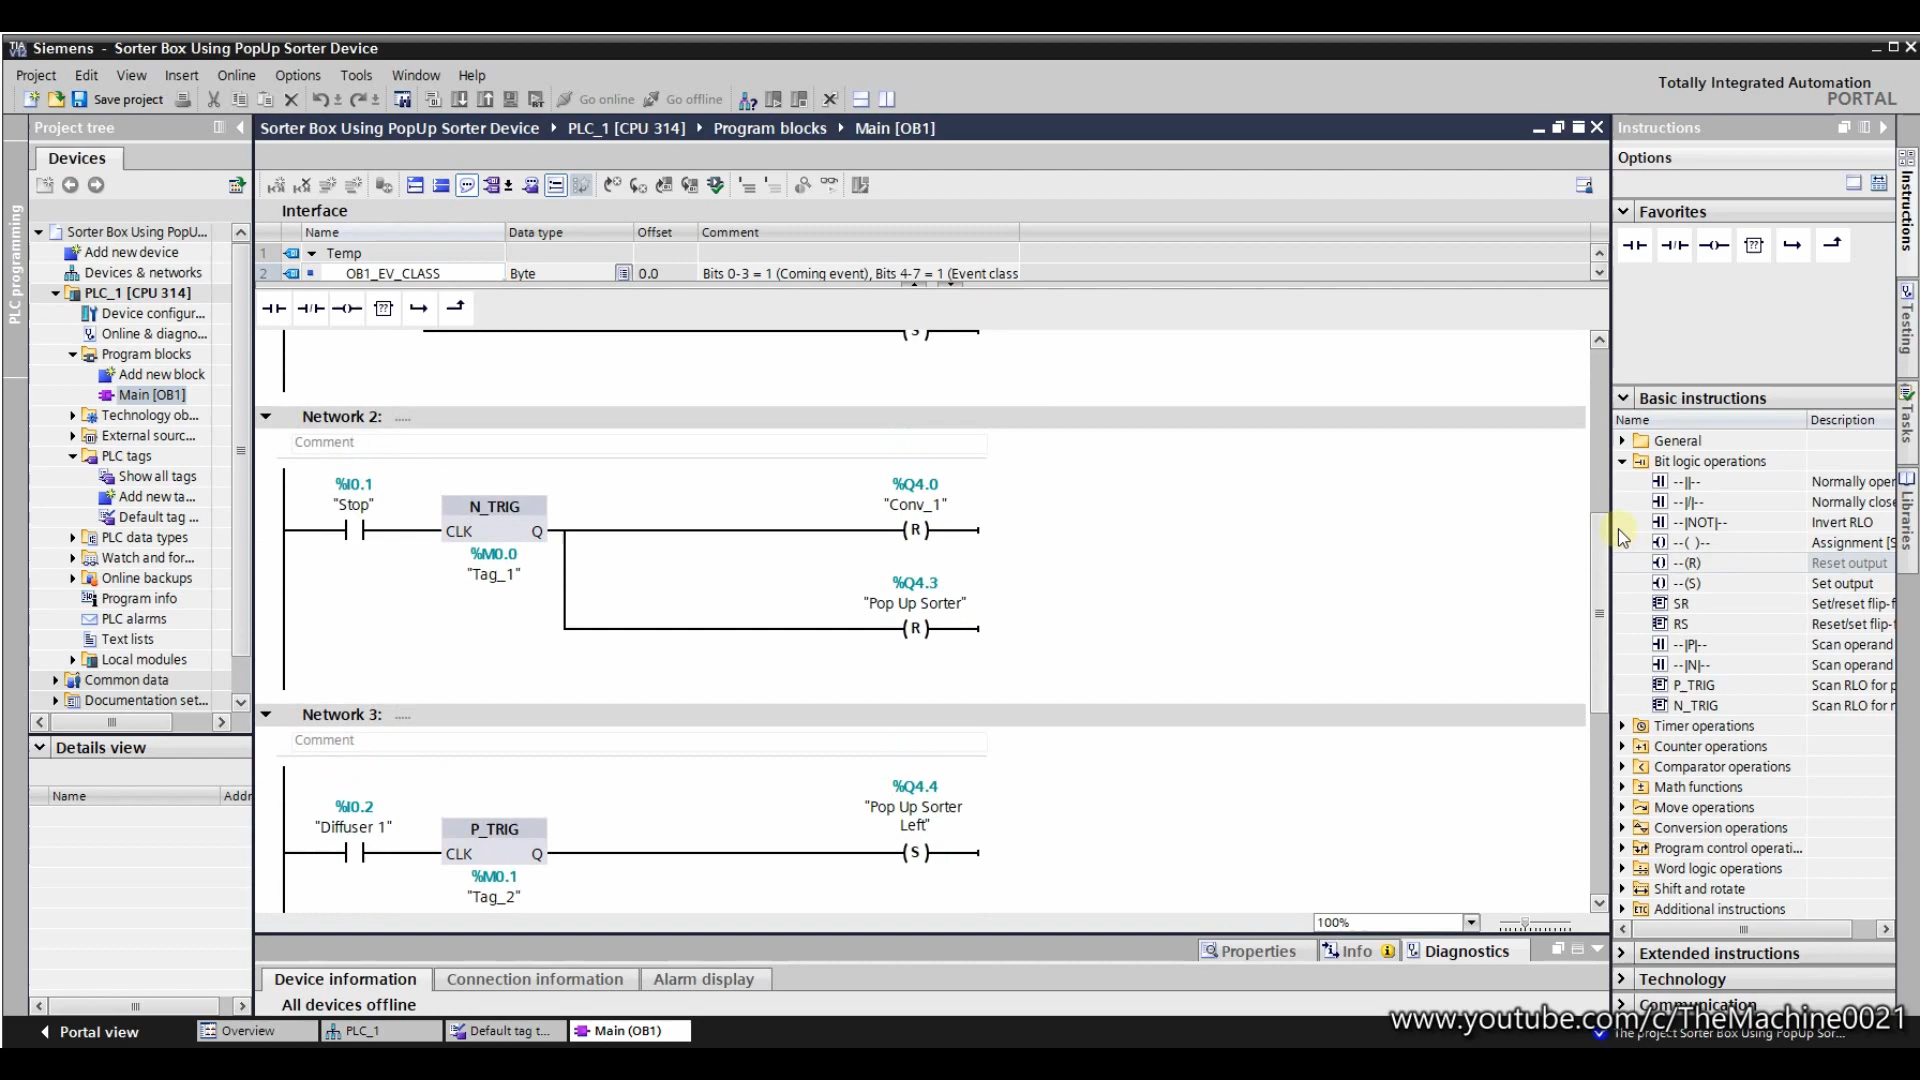 Siemens - Sorter Box Using PopUp Sorter Device
Project Edit View Insert Online Options Tools Window Help
Totally Integrated Automation
PORTAL
Save project
Go online
Go offline
Project tree
Sorter Box Using PopUp Sorter Device
PLC_1 [CPU 314]
Program blocks
Main [OB1]
Instructions
Devices
Options
PLC programming
Sorter Box Using PopU...
Add new device
Devices & networks
PLC_1 [CPU 314]
Device configur...
Online & diagno...
Program blocks
Add new block
Main [OB1]
Technology ob...
External sourc...
PLC tags
Show all tags
Add new ta...
Default tag ...
PLC data types
Watch and for...
Online backups
Program info
PLC alarms
Text lists
Local modules
Common data
Documentation set...
Details view
Name Addr
Interface
Name Data type Offset Comment
1 Temp
2 OB1_EV_CLASS Byte 0.0 Bits 0-3 = 1 (Coming event), Bits 4-7 = 1 (Event class
S
Network 2: .....
Comment
%I0.1
"Stop"
N_TRIG
CLK Q
%M0.0
"Tag_1"
%Q4.0
"Conv_1"
R
%Q4.3
"Pop Up Sorter"
R
Network 3: .....
Comment
%I0.2
"Diffuser 1"
P_TRIG
CLK Q
%M0.1
"Tag_2"
%Q4.4
"Pop Up Sorter
Left"
S
100%
Favorites
Basic instructions
Name Description
General
Bit logic operations
--||-- Normally oper
--|/|-- Normally close
--|NOT|-- Invert RLO
--( )-- Assignment [S
--(R) Reset output
--(S) Set output
SR Set/reset flip-f
RS Reset/set flip-f
--|P|-- Scan operand
--|N|-- Scan operand
P_TRIG Scan RLO for p
N_TRIG Scan RLO for n
Timer operations
Counter operations
Comparator operations
Math functions
Move operations
Conversion operations
Program control operati...
Word logic operations
Shift and rotate
Additional instructions
Extended instructions
Technology
Communication
Instructions
Testing
Tasks
Libraries
Properties
Info
Diagnostics
Device information
Connection information
Alarm display
All devices offline
www.youtube.com/c/TheMachine0021
Portal view
Overview
PLC_1
Default tag t...
Main (OB1)
The project Sorter Box Using PopUp Sor...